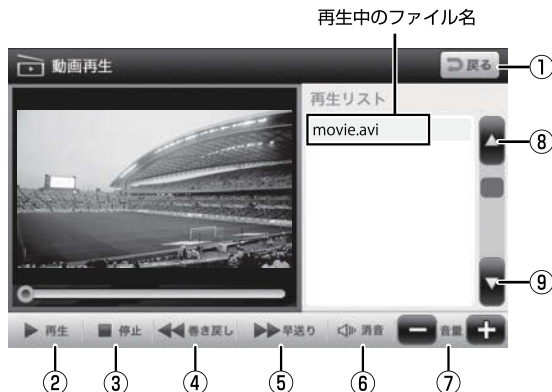 再生中のファイル名
動画再生
戻る
①
再生リスト
movie.avi
⑧
⑨
再生
停止
巻き戻し
早送り
消音
音量
②
③
④
⑤
⑥
⑦